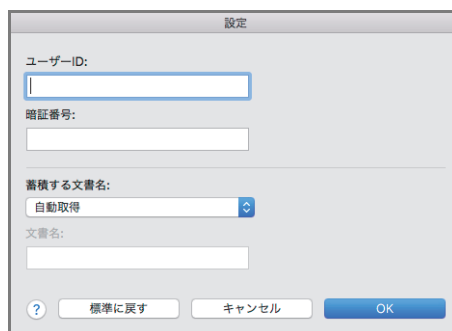 設定
ユーザーID:
暗証番号:
蓄積する文書名:
自動取得
文書名:
? 標準に戻す キャンセル OK